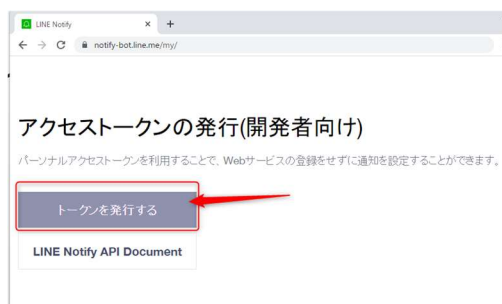 LINE Notify
notify-bot.line.me/my/
アクセストークンの発行(開発者向け)
パーソナルアクセストークンを利用することで、Webサービスの登録をせずに通知を設定することができます。
トークンを発行する
LINE Notify API Document